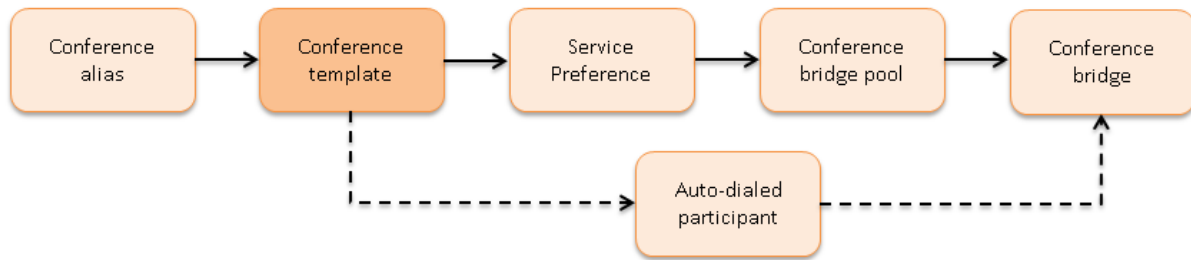 Conference
alias
Conference
template
Service
Preference
Conference
bridge pool
Conference
bridge
Auto-dialed
participant